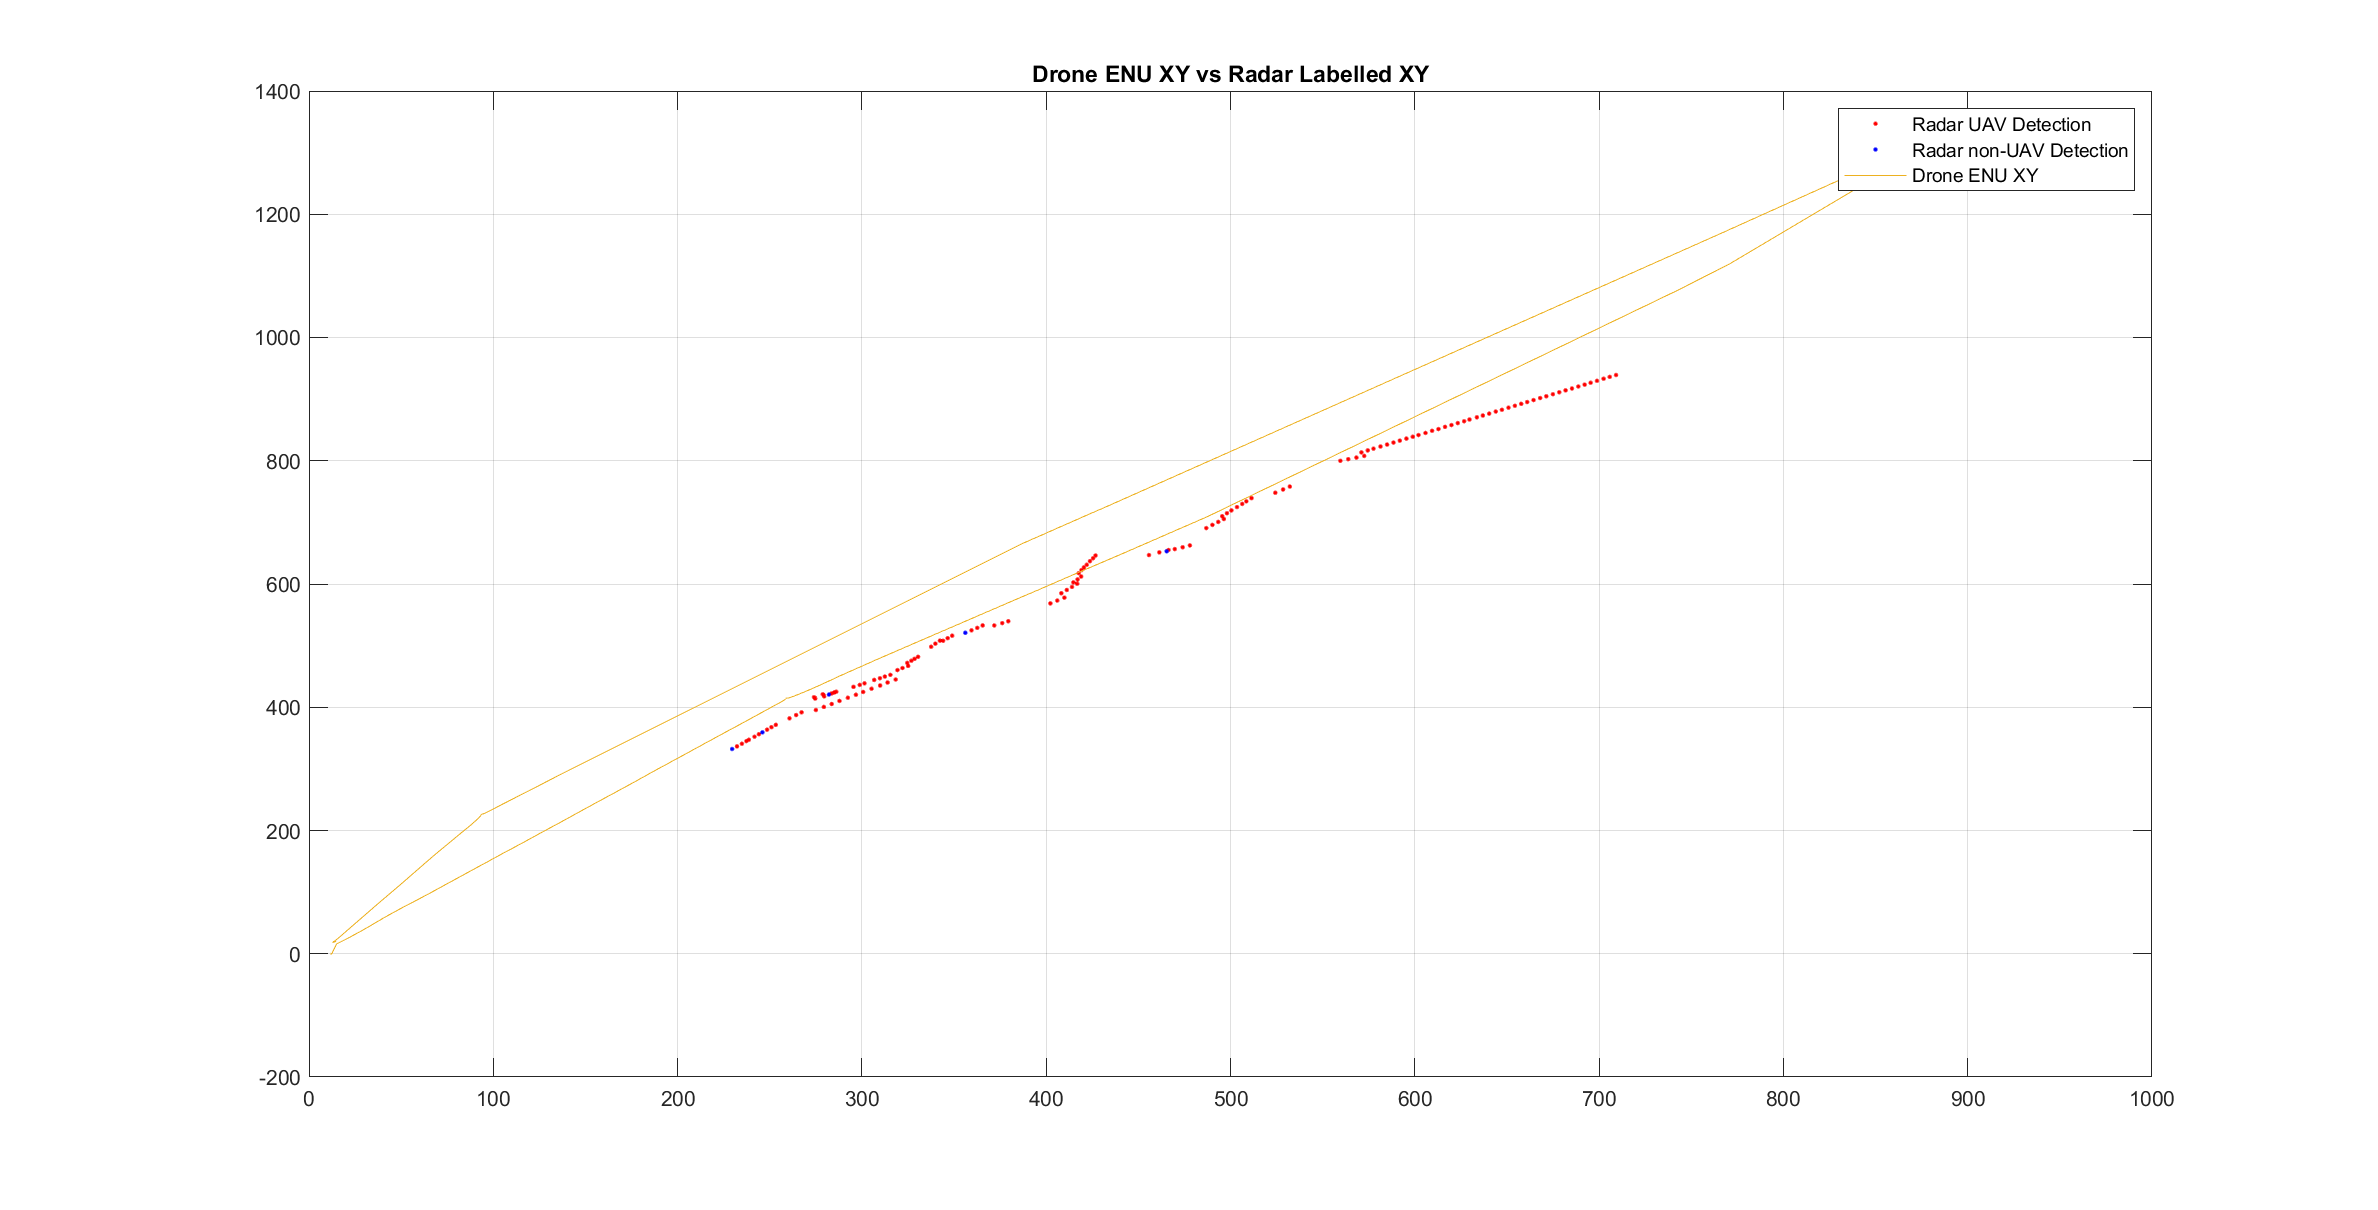 Drone ENU XY vs Radar Labelled XY
1400
1200
1000
800
600
400
200
0
-200
0 100 200 300 400 500 600 700 800 900 1000
Radar UAV Detection
Radar non-UAV Detection
Drone ENU XY